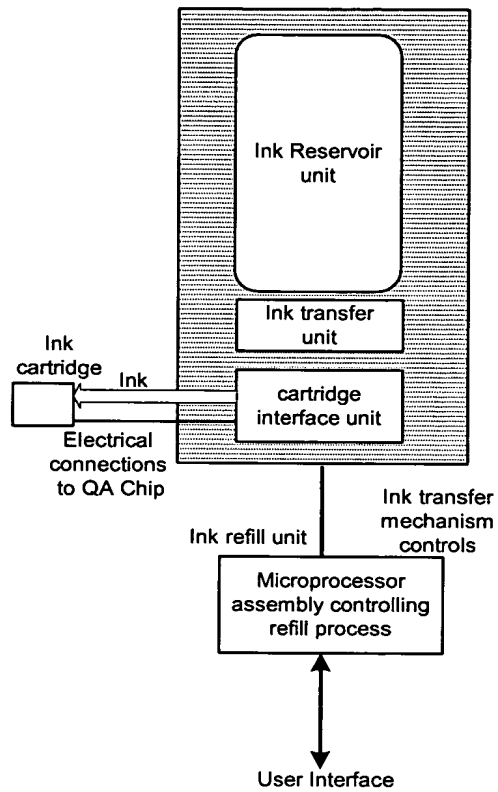 Ink Reservoir
unit
Ink transfer
unit
Ink
cartridge
Ink
cartridge
interface unit
Electrical
connections
to QA Chip
Ink transfer
mechanism
controls
Ink refill unit
Microprocessor
assembly controlling
refill process
User Interface